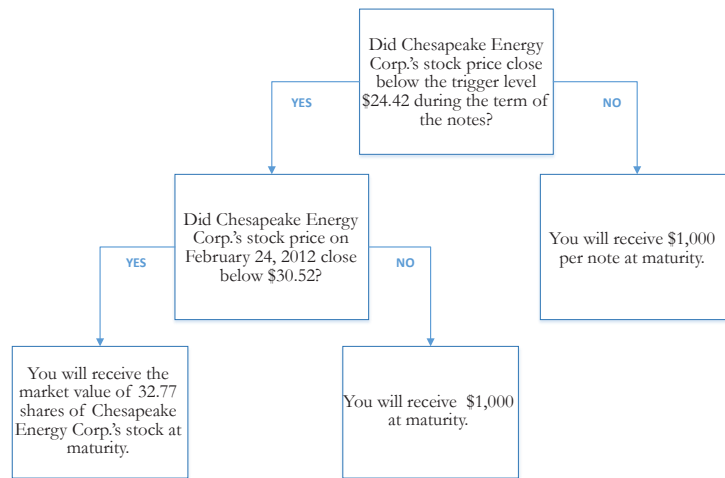 Did Chesapeake Energy
Corp.'s stock price close
below the trigger level
$24.42 during the term of
the notes?
YES
NO
Did Chesapeake Energy
Corp.'s stock price on
February 24, 2012 close
below $30.52?
You will receive $1,000
per note at maturity.
YES
NO
You will receive the
market value of 32.77
shares of Chesapeake
Energy Corp.'s stock at
maturity.
You will receive $1,000
at maturity.